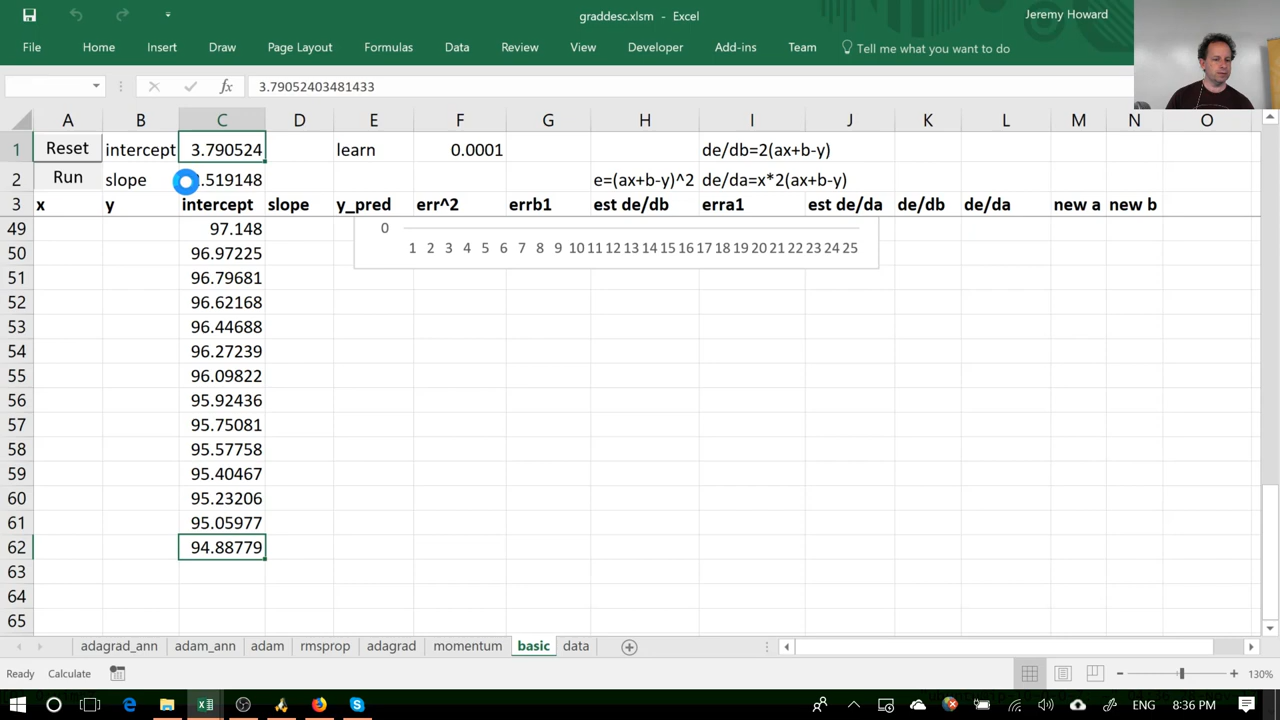 graddesc.xlsm - Excel
Jeremy Howard
File Home Insert Draw Page Layout Formulas Data Review View Developer Add-ins Team Tell me what you want to do
fx 3.79052403481433
A B C D E F G H I J K L M N O
1 Reset intercept 3.790524 learn 0.0001 de/db=2(ax+b-y)
2 Run slope .519148 e=(ax+b-y)^2 de/da=x*2(ax+b-y)
3 x y intercept slope y_pred err^2 errb1 est de/db erra1 est de/da de/db de/da new a new b
49 97.148 0
50 96.97225 1 2 3 4 5 6 7 8 9 10 11 12 13 14 15 16 17 18 19 20 21 22 23 24 25
51 96.79681
52 96.62168
53 96.44688
54 96.27239
55 96.09822
56 95.92436
57 95.75081
58 95.57758
59 95.40467
60 95.23206
61 95.05977
62 94.88779
63
64
65
adagrad_ann adam_ann adam rmsprop adagrad momentum basic data
Ready Calculate 130%
ENG 8:36 PM